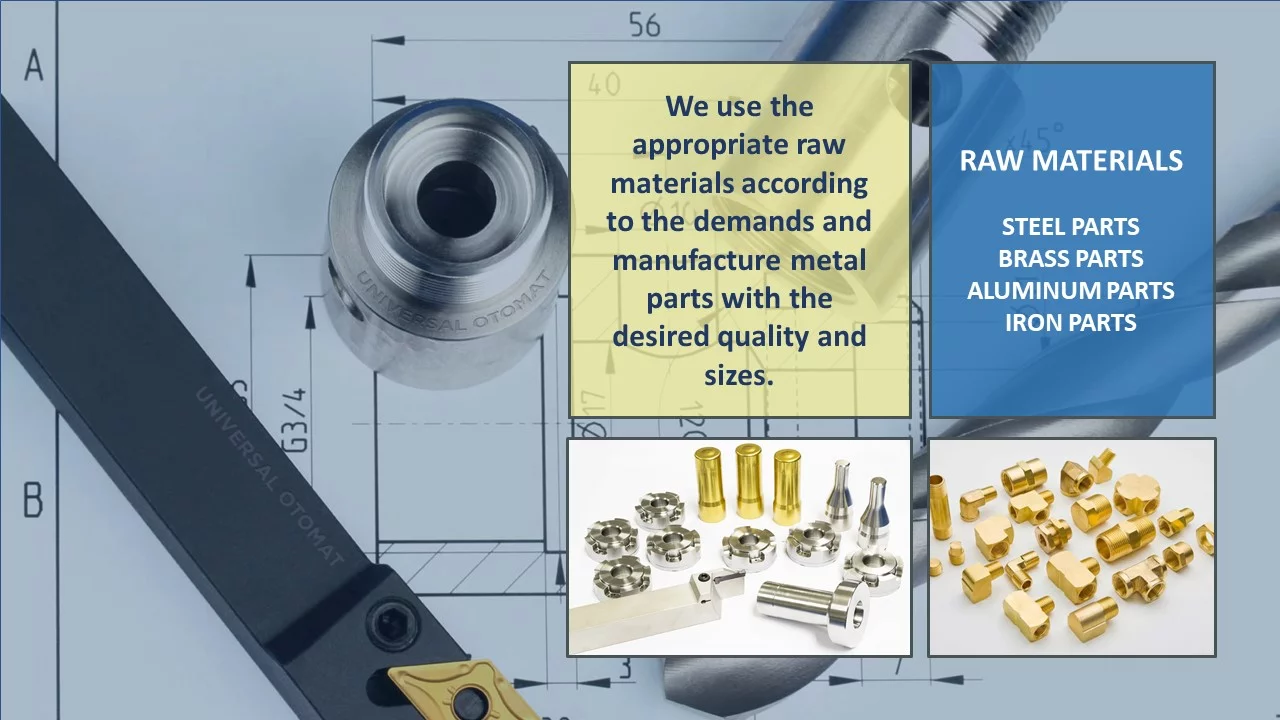 A
56
40
We use the
appropriate raw
materials according
to the demands and
manufacture metal
parts with the
desired quality and
sizes.
x45°
RAW MATERIALS
STEEL PARTS
BRASS PARTS
ALUMINUM PARTS
IRON PARTS
Ø 10
UNIVERSAL OTOMAT
UNIVERSAL OTOMAT
G3/4
Ø17
120
B
3
7